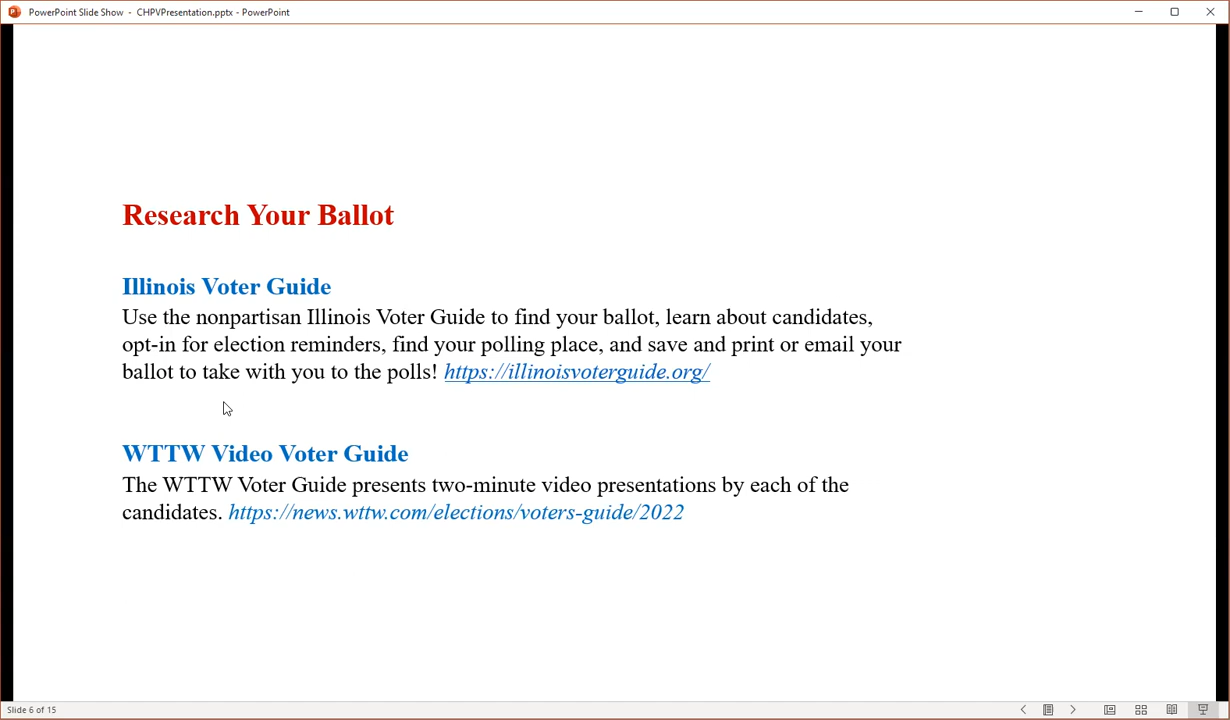 PowerPoint Slide Show - CHPVPresentation.pptx - PowerPoint
Research Your Ballot
Illinois Voter Guide
Use the nonpartisan Illinois Voter Guide to find your ballot, learn about candidates,
opt-in for election reminders, find your polling place, and save and print or email your
ballot to take with you to the polls! https://illinoisvoterguide.org/
WTTW Video Voter Guide
The WTTW Voter Guide presents two-minute video presentations by each of the
candidates. https://news.wttw.com/elections/voters-guide/2022
Slide 6 of 15